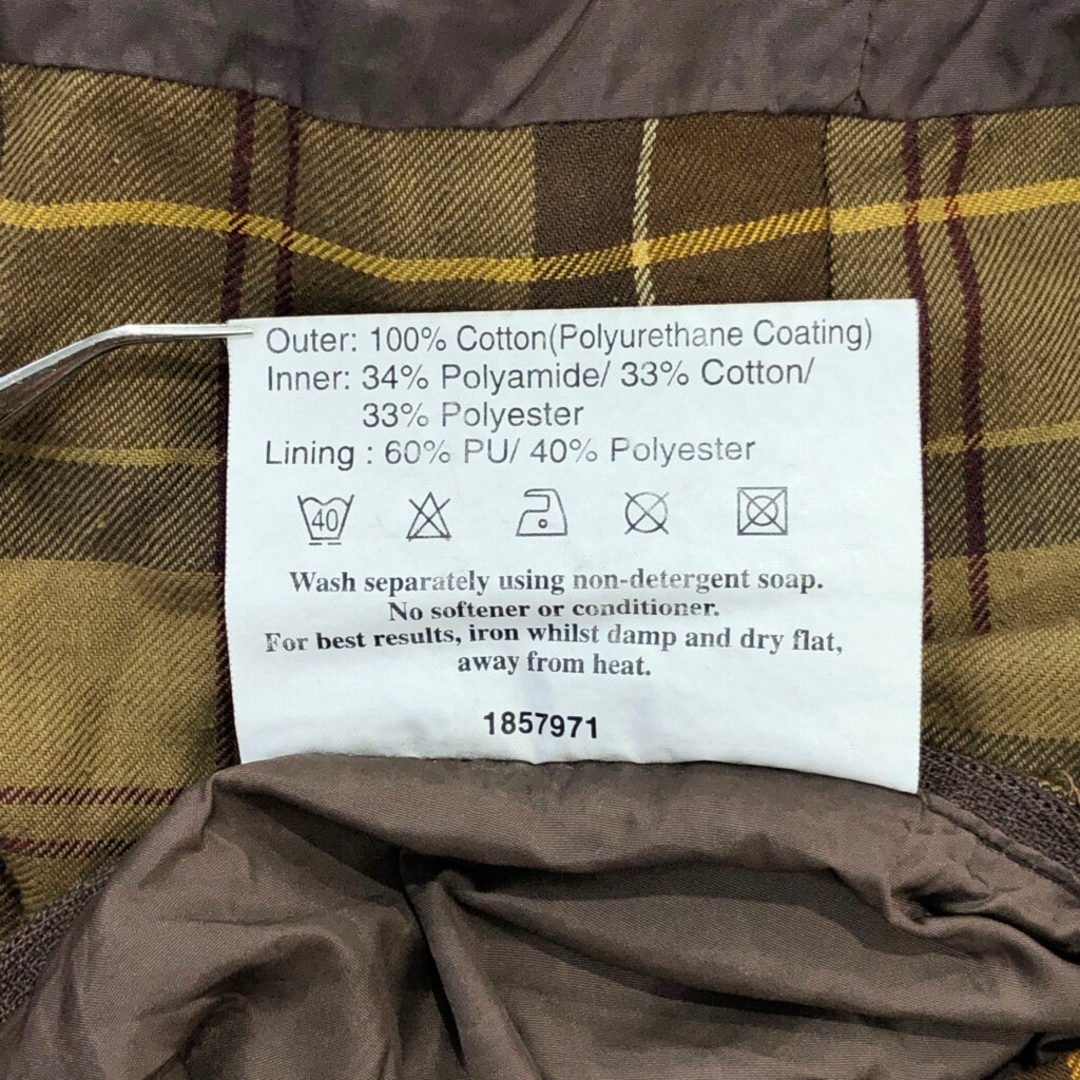 Outer: 100% Cotton(Polyurethane Coating)
Inner: 34% Polyamide/ 33% Cotton/
33% Polyester
Lining : 60% PU/ 40% Polyester
40
Wash separately using non-detergent soap.
No softener or conditioner.
For best results, iron whilst damp and dry flat,
away from heat.
1857971